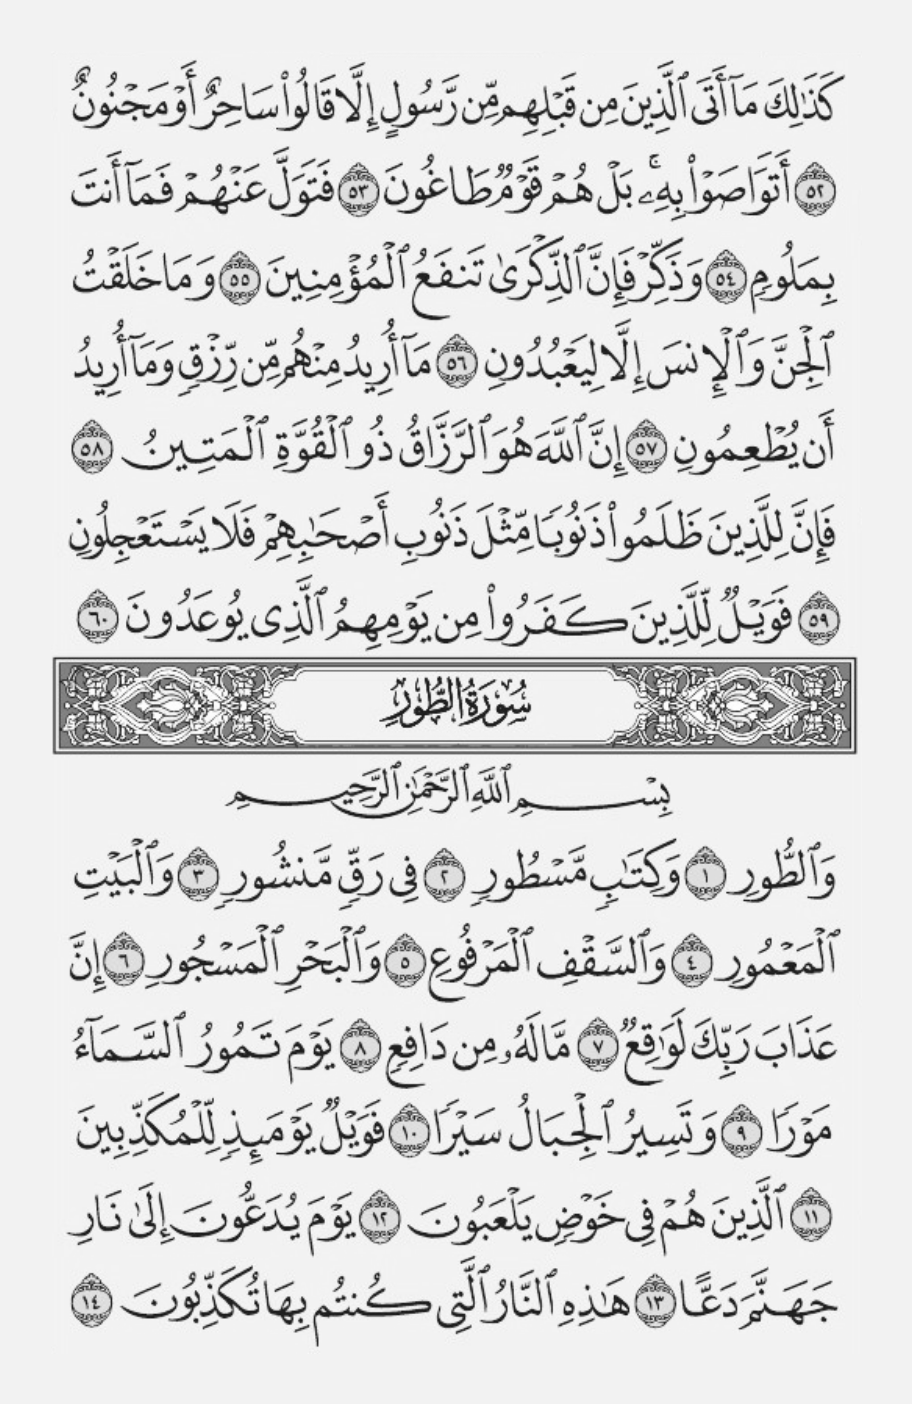 كَذَٰلِكَ مَآ أَتَى ٱلَّذِينَ مِن قَبْلِهِم مِّن رَّسُولٍ إِلَّا قَالُوا۟ سَاحِرٌ أَوْ مَجْنُونٌ
٥٢ أَتَوَاصَوْا۟ بِهِۦ ۚ بَلْ هُمْ قَوْمٌ طَاغُونَ ٥٣ فَتَوَلَّ عَنْهُمْ فَمَآ أَنتَ
بِمَلُومٍ ٥٤ وَذَكِّرْ فَإِنَّ ٱلذِّكْرَىٰ تَنفَعُ ٱلْمُؤْمِنِينَ ٥٥ وَمَا خَلَقْتُ
ٱلْجِنَّ وَٱلْإِنسَ إِلَّا لِيَعْبُدُونِ ٥٦ مَآ أُرِيدُ مِنْهُم مِّن رِّزْقٍ وَمَآ أُرِيدُ
أَن يُطْعِمُونِ ٥٧ إِنَّ ٱللَّهَ هُوَ ٱلرَّزَّاقُ ذُو ٱلْقُوَّةِ ٱلْمَتِينُ ٥٨
فَإِنَّ لِلَّذِينَ ظَلَمُوا۟ ذَنُوبًا مِّثْلَ ذَنُوبِ أَصْحَٰبِهِمْ فَلَا يَسْتَعْجِلُونِ
٥٩ فَوَيْلٌ لِّلَّذِينَ كَفَرُوا۟ مِن يَوْمِهِمُ ٱلَّذِى يُوعَدُونَ ٦٠
سُورَةُ الطُّورِ
بِسْمِ ٱللَّهِ ٱلرَّحْمَٰنِ ٱلرَّحِيمِ
وَٱلطُّورِ ١ وَكِتَٰبٍ مَّسْطُورٍ ٢ فِى رَقٍّ مَّنشُورٍ ٣ وَٱلْبَيْتِ
ٱلْمَعْمُورِ ٤ وَٱلسَّقْفِ ٱلْمَرْفُوعِ ٥ وَٱلْبَحْرِ ٱلْمَسْجُورِ ٦ إِنَّ
عَذَابَ رَبِّكَ لَوَٰقِعٌ ٧ مَّا لَهُۥ مِن دَافِعٍ ٨ يَوْمَ تَمُورُ ٱلسَّمَآءُ
مَوْرًا ٩ وَتَسِيرُ ٱلْجِبَالُ سَيْرًا ١٠ فَوَيْلٌ يَوْمَئِذٍ لِّلْمُكَذِّبِينَ
١١ ٱلَّذِينَ هُمْ فِى خَوْضٍ يَلْعَبُونَ ١٢ يَوْمَ يُدَعُّونَ إِلَىٰ نَارِ
جَهَنَّمَ دَعًّا ١٣ هَٰذِهِ ٱلنَّارُ ٱلَّتِى كُنتُم بِهَا تُكَذِّبُونَ ١٤